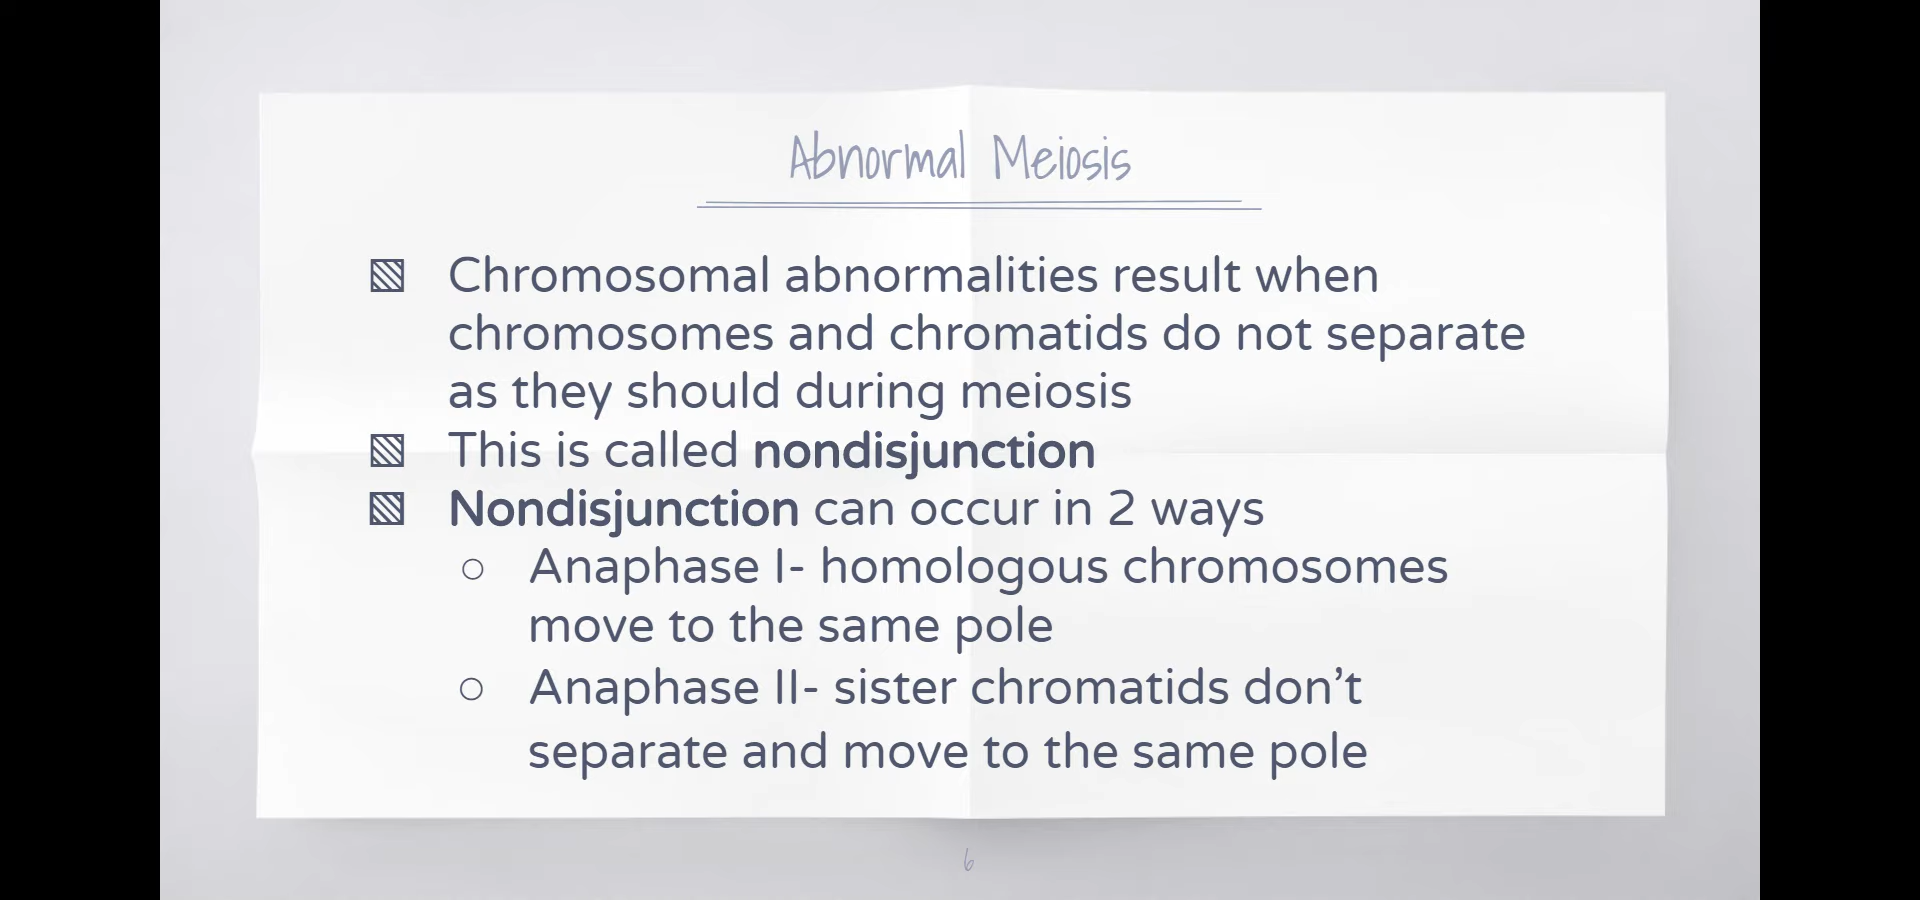 Abnormal Meiosis
Chromosomal abnormalities result when
chromosomes and chromatids do not separate
as they should during meiosis
This is called nondisjunction
Nondisjunction can occur in 2 ways
Anaphase I- homologous chromosomes
move to the same pole
Anaphase II- sister chromatids don’t
separate and move to the same pole
6